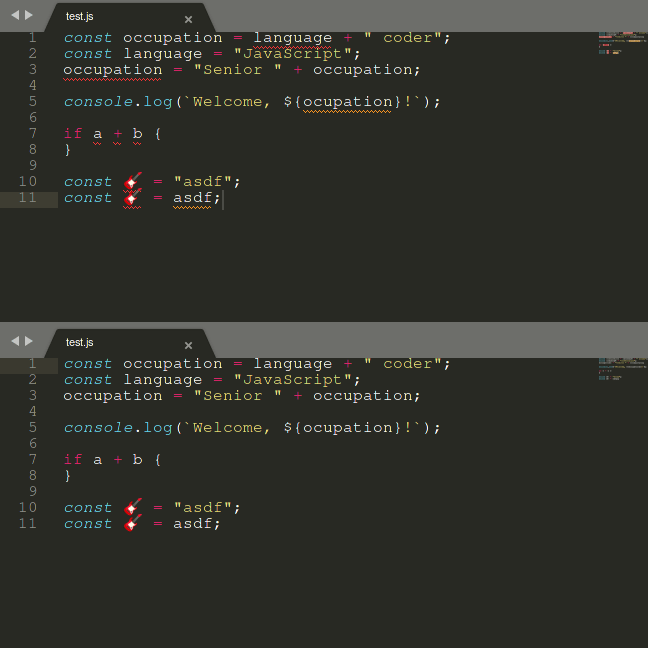 test.js
1 const occupation = language + " coder";
2 const language = "JavaScript";
3 occupation = "Senior " + occupation;
4
5 console.log(`Welcome, ${ocupation}!`);
6
7 if a + b {
8 }
9
10 const 🎸 = "asdf";
11 const 🎸 = asdf;
test.js
1 const occupation = language + " coder";
2 const language = "JavaScript";
3 occupation = "Senior " + occupation;
4
5 console.log(`Welcome, ${ocupation}!`);
6
7 if a + b {
8 }
9
10 const 🎸 = "asdf";
11 const 🎸 = asdf;